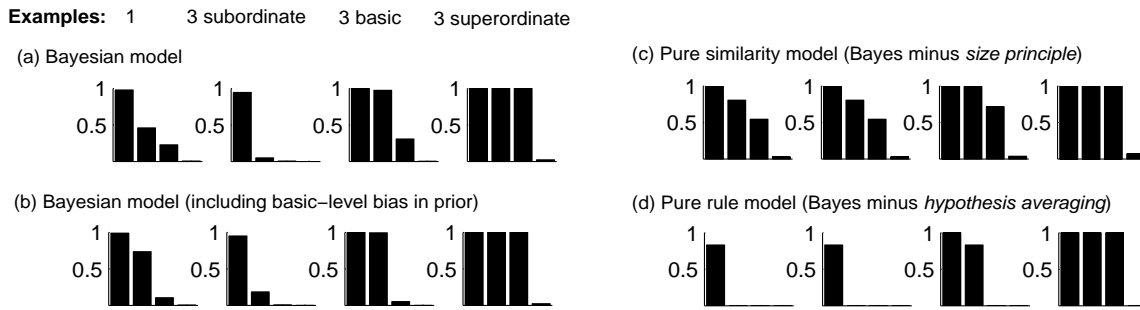 Examples: 1 3 subordinate 3 basic 3 superordinate
(a) Bayesian model
1 1 1 1
0.5 0.5 0.5 0.5
(b) Bayesian model (including basic−level bias in prior)
1 1 1 1
0.5 0.5 0.5 0.5
(c) Pure similarity model (Bayes minus size principle)
1 1 1 1
0.5 0.5 0.5 0.5
(d) Pure rule model (Bayes minus hypothesis averaging)
1 1 1 1
0.5 0.5 0.5 0.5